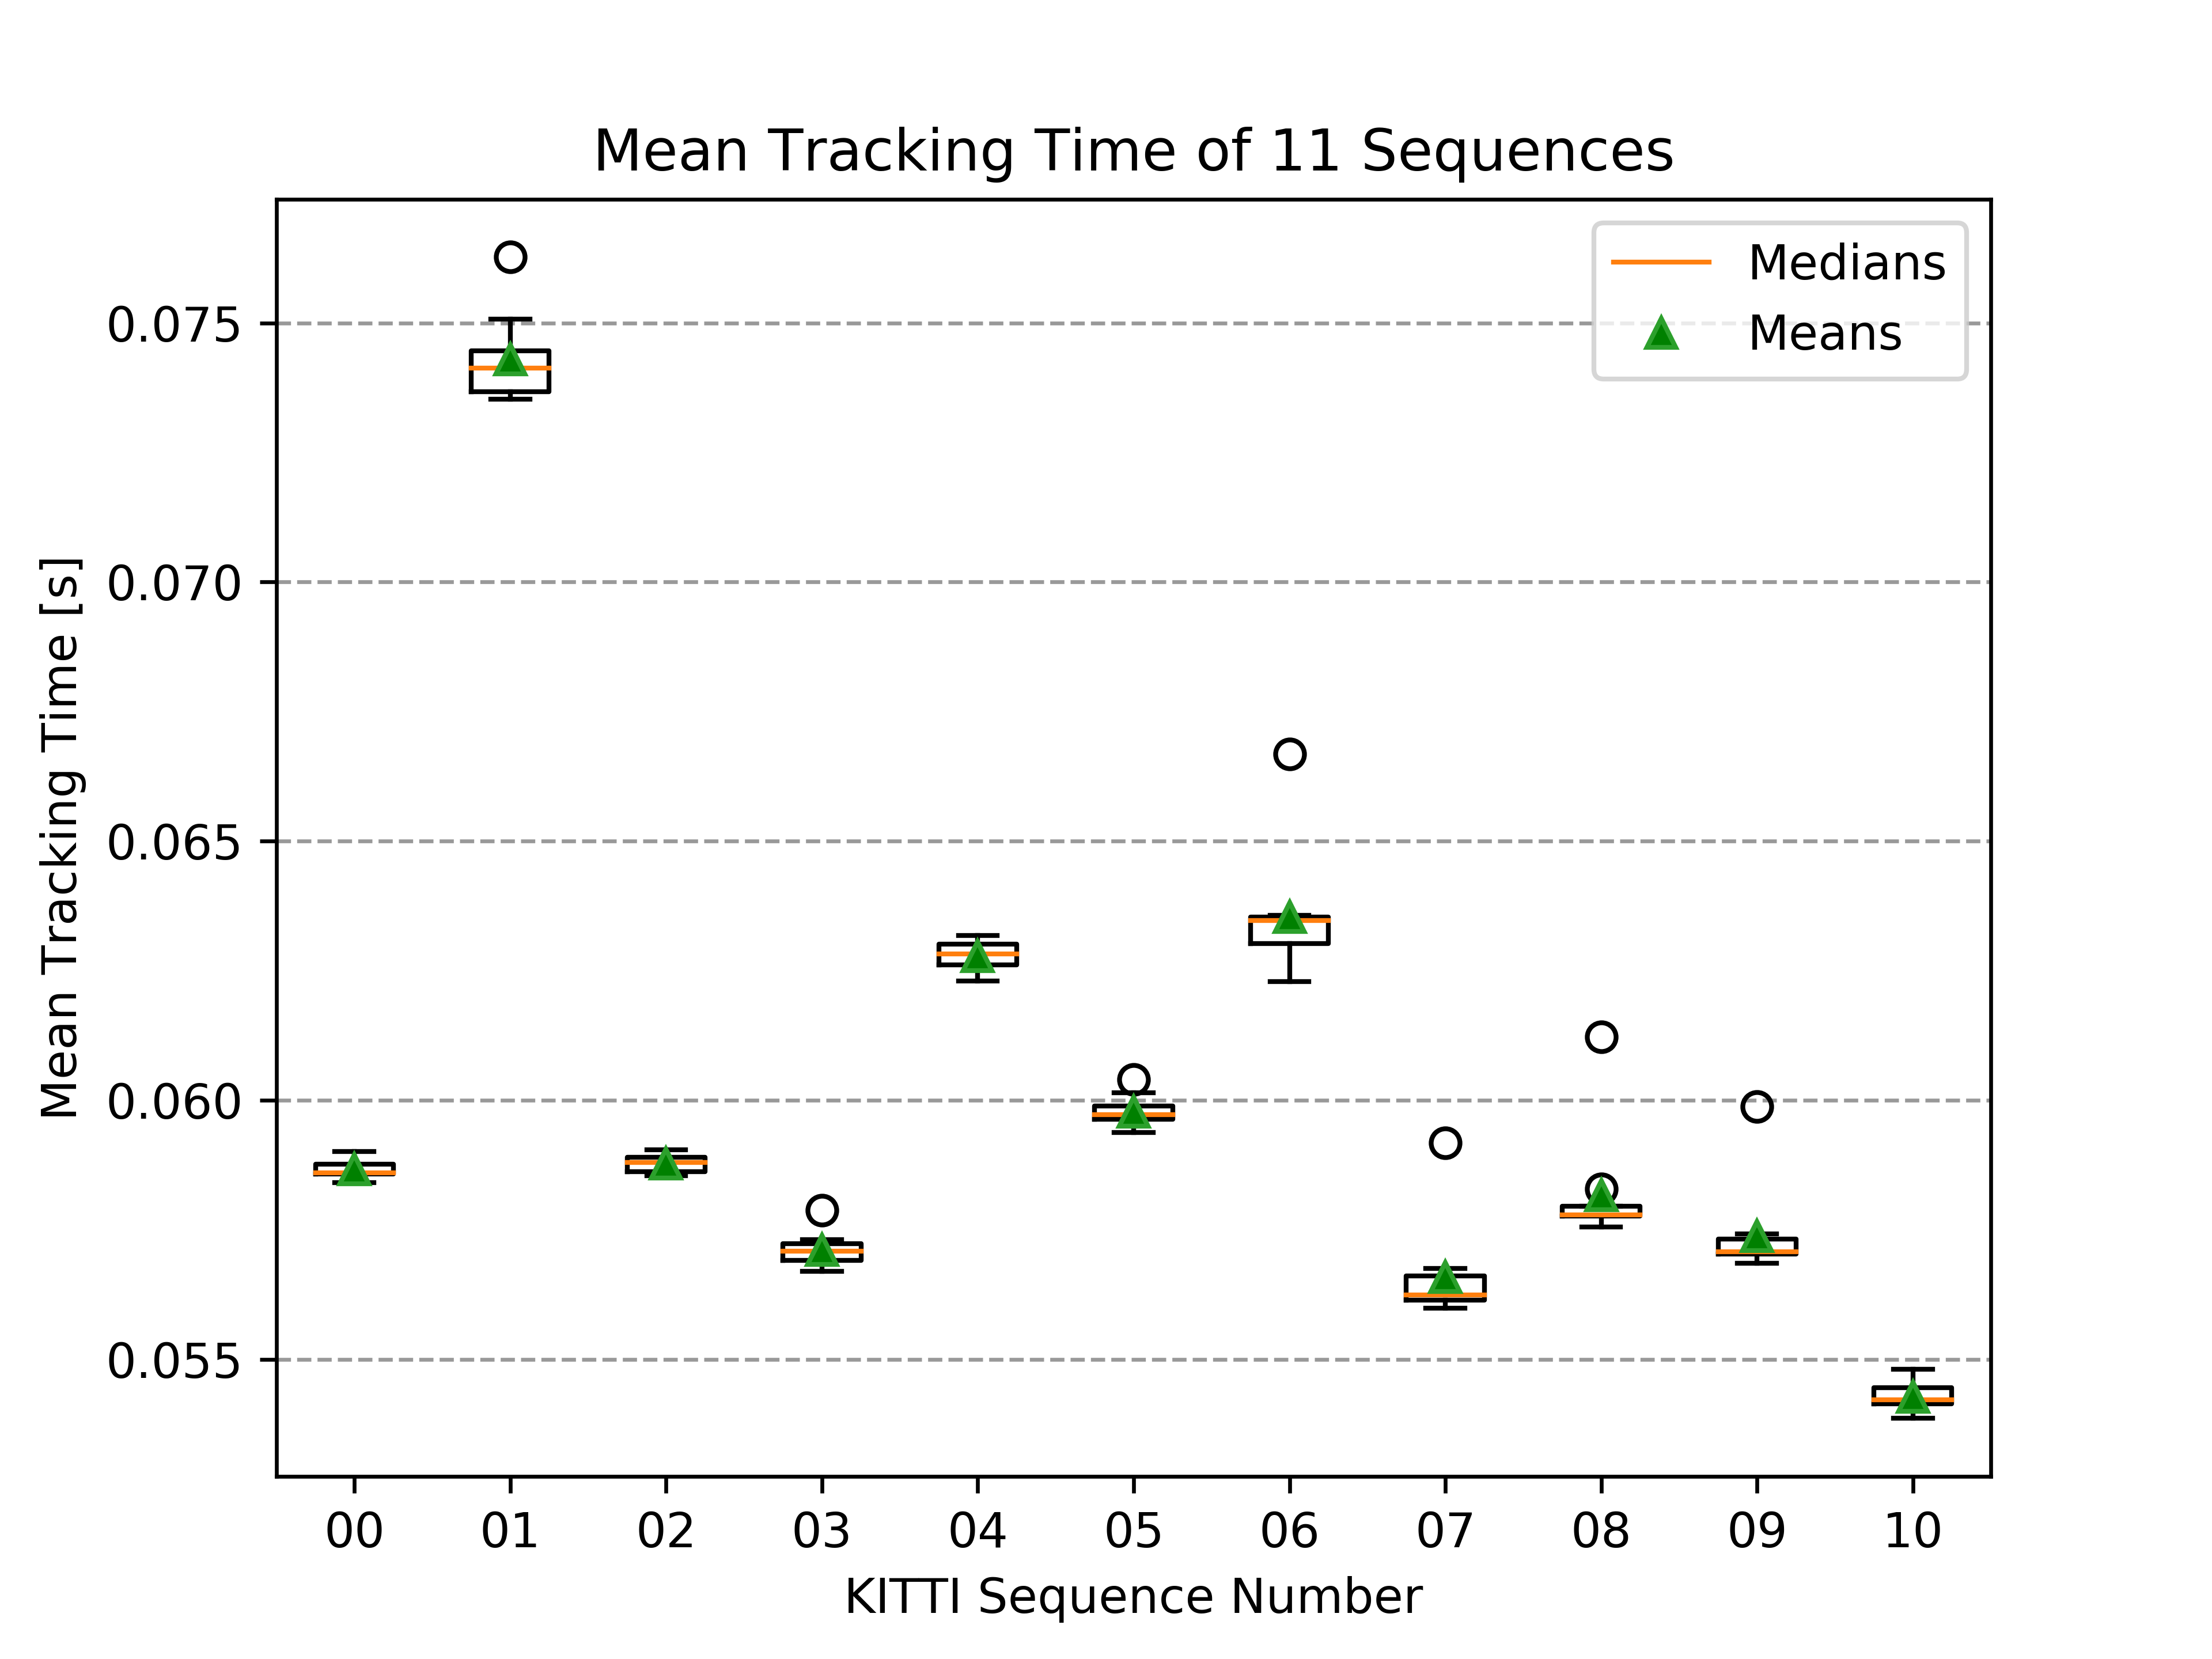 Mean Tracking Time of 11 Sequences
Medians
Means
Mean Tracking Time [s]
0.075
0.070
0.065
0.060
0.055
00 01 02 03 04 05 06 07 08 09 10
KITTI Sequence Number